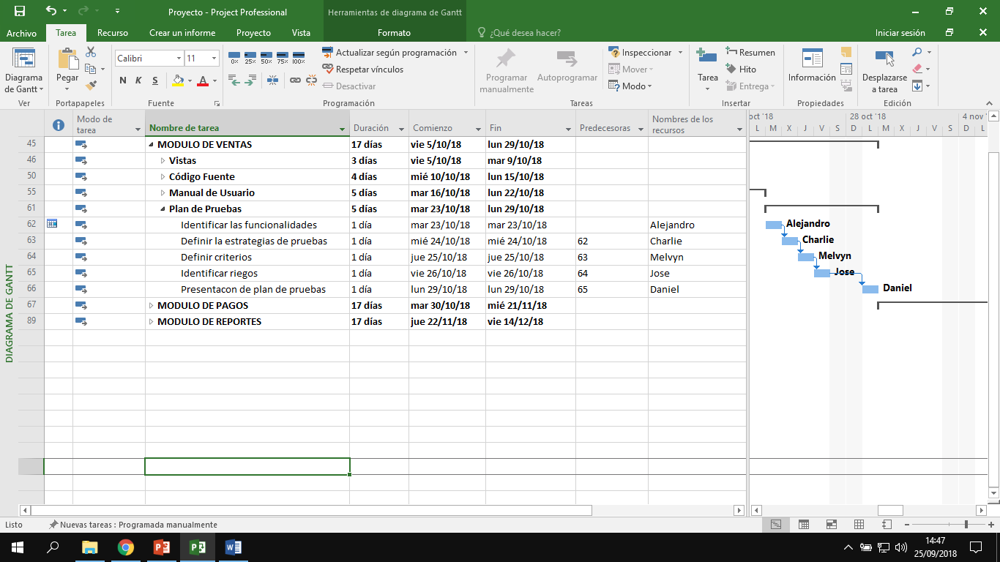 Proyecto - Project Professional
Herramientas de diagrama de Gantt
Archivo Tarea Recurso Crear un informe Proyecto Vista Formato ¿Qué desea hacer? Iniciar sesión
Diagrama de Gantt
Ver
Pegar
Portapapeles
Calibri 11
N K S A
Fuente
0% 25% 50% 75% 100%
Actualizar según programación
Respetar vínculos
Desactivar
Programación
Programar manualmente
Autoprogramar
Inspeccionar
Mover
Modo
Tareas
Tarea
Resumen
Hito
Entrega
Insertar
Información
Propiedades
Desplazarse a tarea
Edición
DIAGRAMA DE GANTT
Modo de tarea Nombre de tarea Duración Comienzo Fin Predecesoras Nombres de los recursos
oct '18 28 oct '18 4 nov '
L M X J V S D L M X J V S D L
45 MODULO DE VENTAS 17 días vie 5/10/18 lun 29/10/18
46 Vistas 3 días vie 5/10/18 mar 9/10/18
50 Código Fuente 4 días mié 10/10/18 lun 15/10/18
55 Manual de Usuario 5 días mar 16/10/18 lun 22/10/18
61 Plan de Pruebas 5 días mar 23/10/18 lun 29/10/18
62 Identificar las funcionalidades 1 día mar 23/10/18 mar 23/10/18 Alejandro Alejandro
63 Definir la estrategias de pruebas 1 día mié 24/10/18 mié 24/10/18 62 Charlie Charlie
64 Definir criterios 1 día jue 25/10/18 jue 25/10/18 63 Melvyn Melvyn
65 Identificar riegos 1 día vie 26/10/18 vie 26/10/18 64 Jose Jose
66 Presentacon de plan de pruebas 1 día lun 29/10/18 lun 29/10/18 65 Daniel Daniel
67 MODULO DE PAGOS 17 días mar 30/10/18 mié 21/11/18
89 MODULO DE REPORTES 17 días jue 22/11/18 vie 14/12/18
Listo Nuevas tareas : Programada manualmente
14:47
25/09/2018